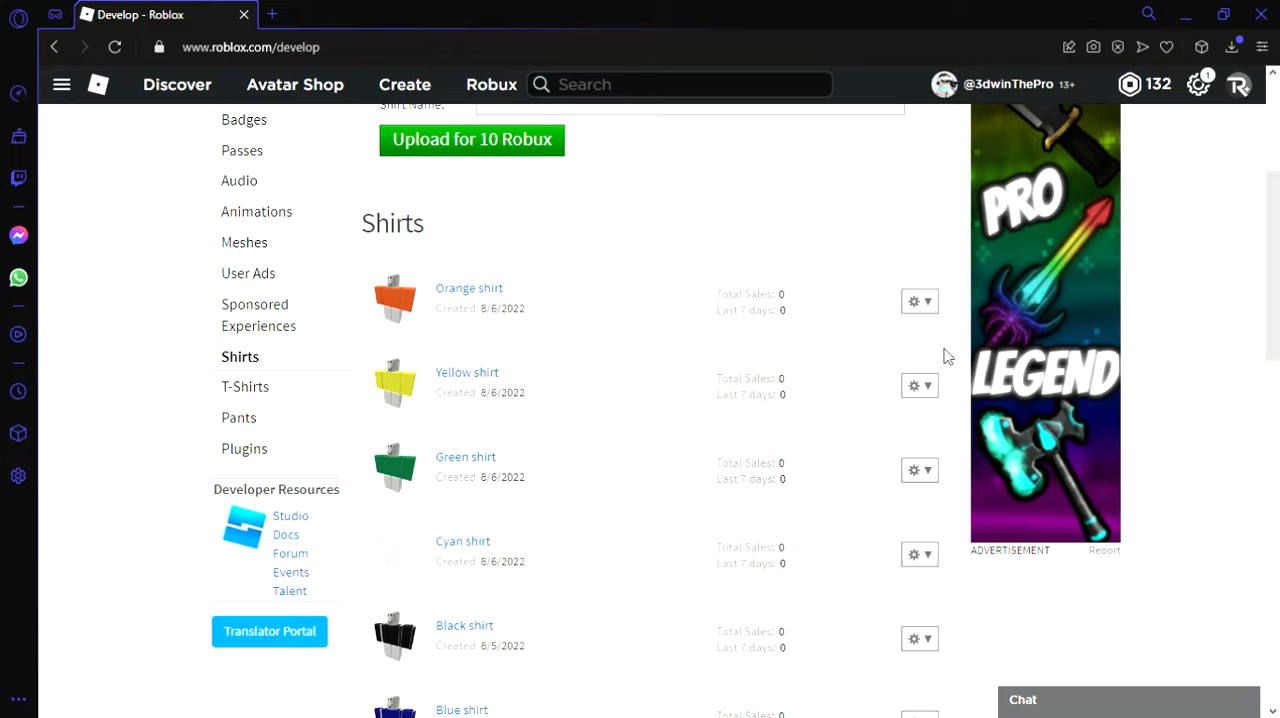 Develop - Roblox
www.roblox.com/develop
Discover
Avatar Shop
Create
Robux
Search
@3dwinThePro 13+
132
1
Shirt Name:
Upload for 10 Robux
Badges
Passes
Audio
Animations
Meshes
User Ads
Sponsored
Experiences
Shirts
T-Shirts
Pants
Plugins
Developer Resources
Studio
Docs
Forum
Events
Talent
Translator Portal
Shirts
Orange shirt
Created 8/6/2022
Total Sales: 0
Last 7 days: 0
Yellow shirt
Created 8/6/2022
Total Sales: 0
Last 7 days: 0
Green shirt
Created 8/6/2022
Total Sales: 0
Last 7 days: 0
Cyan shirt
Created 8/6/2022
Total Sales: 0
Last 7 days: 0
Black shirt
Created 8/5/2022
Total Sales: 0
Last 7 days: 0
Blue shirt
Total Sales: 0
PRO
LEGEND
ADVERTISEMENT
Report
Chat